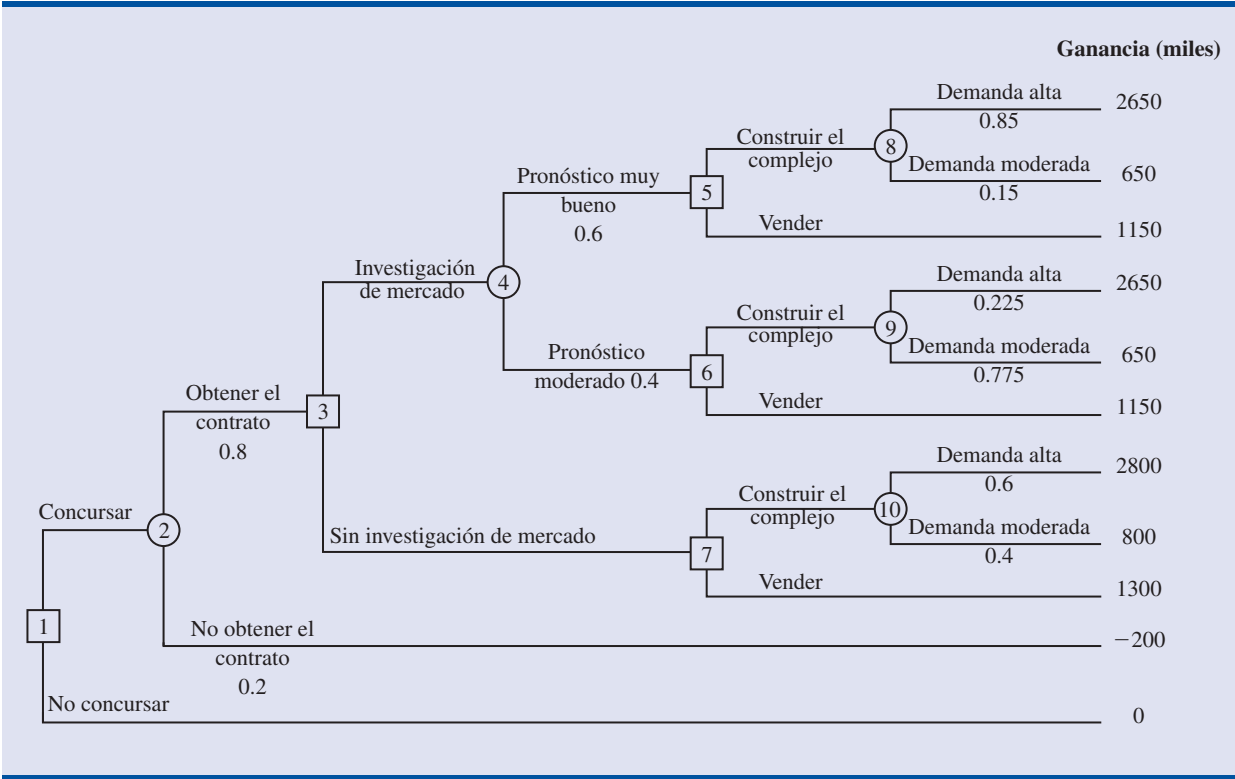 Ganancia (miles)
Demanda alta
2650
0.85
Construir el
complejo
8
Demanda moderada
650
0.15
Pronóstico muy
bueno
0.6
5
Vender
1150
Investigación
de mercado
4
Demanda alta
2650
0.225
Construir el
complejo
9
Demanda moderada
650
0.775
Pronóstico
moderado 0.4
6
Vender
1150
Obtener el
contrato
0.8
3
Demanda alta
2800
0.6
Construir el
complejo
10
Demanda moderada
800
0.4
Concursar
2
Sin investigación de mercado
7
Vender
1300
1
No obtener el
contrato
0.2
−200
No concursar
0